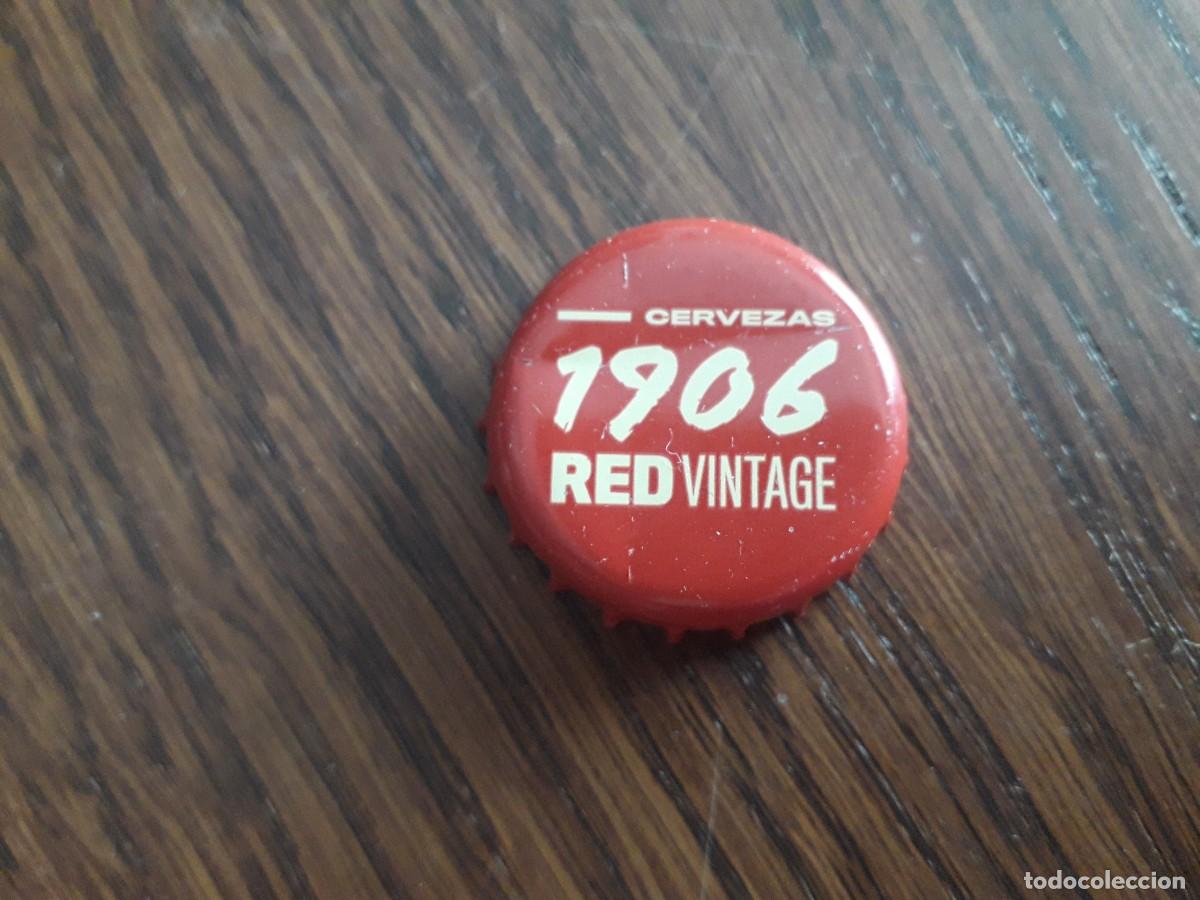 CERVEZAS
1906
RED VINTAGE
todocoleccion